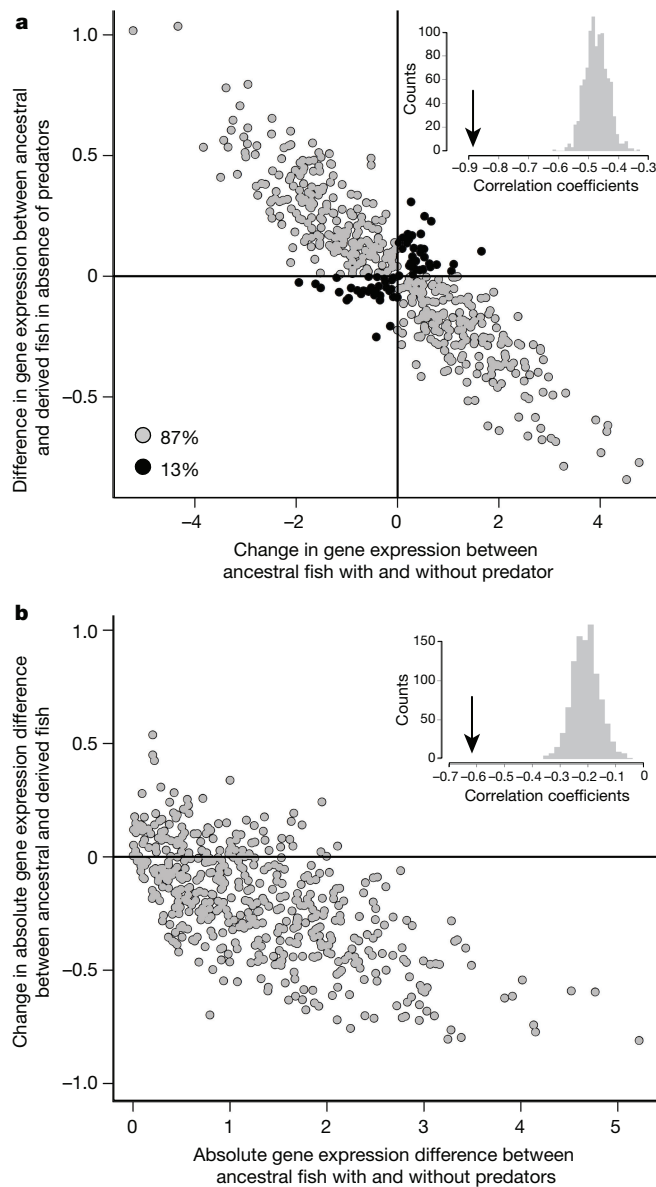 a
Difference in gene expression between ancestral
and derived fish in absence of predators
1.0
0.5
0
−0.5
−4
−2
0
2
4
87%
13%
Change in gene expression between
ancestral fish with and without predator
Counts
100
80
60
40
20
0
−0.9 −0.8 −0.7 −0.6 −0.5 −0.4 −0.3
Correlation coefficients
b
Change in absolute gene expression difference
between ancestral and derived fish
1.0
0.5
0
−0.5
−1.0
0
1
2
3
4
5
Absolute gene expression difference between
ancestral fish with and without predators
Counts
150
100
50
0
−0.7 −0.6 −0.5 −0.4 −0.3 −0.2 −0.1 0
Correlation coefficients